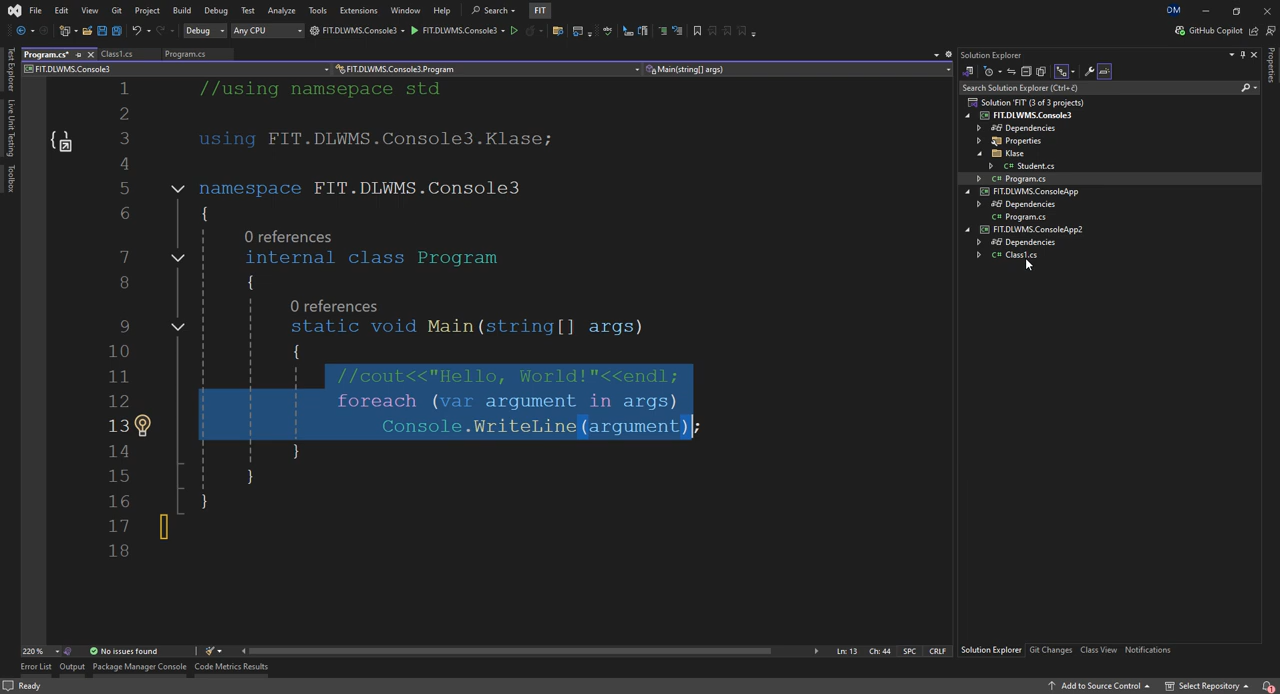 File Edit View Git Project Build Debug Test Analyze Tools Extensions Window Help Search FIT DM
Debug Any CPU FIT.DLWMS.Console3 FIT.DLWMS.Console3 GitHub Copilot
Program.cs* Class1.cs Program.cs
FIT.DLWMS.Console3 FIT.DLWMS.Console3.Program Main(string[] args)
Test Explorer
Live Unit Testing
Toolbox
1 //using namsepace std
2
3 using FIT.DLWMS.Console3.Klase;
4
5 namespace FIT.DLWMS.Console3
6 {
0 references
7 internal class Program
8 {
0 references
9 static void Main(string[] args)
10 {
11 //cout<<"Hello, World!"<<endl;
12 foreach (var argument in args)
13 Console.WriteLine(argument);
14 }
15 }
16 }
17
18
220 % No issues found Ln: 13 Ch: 44 SPC CRLF
Error List Output Package Manager Console Code Metrics Results
Solution Explorer
Search Solution Explorer (Ctrl+č)
Solution 'FIT' (3 of 3 projects)
FIT.DLWMS.Console3
Dependencies
Properties
Klase
C# Student.cs
C# Program.cs
FIT.DLWMS.ConsoleApp
Dependencies
C# Program.cs
FIT.DLWMS.ConsoleApp2
Dependencies
C# Class1.cs
Solution Explorer Git Changes Class View Notifications
Properties
Ready Add to Source Control Select Repository